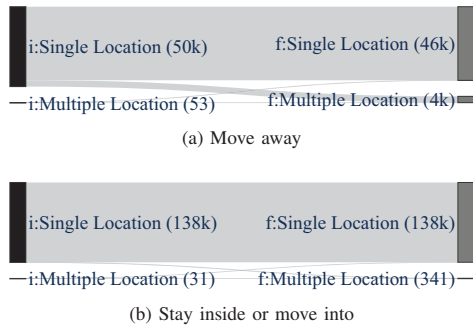 i:Single Location (50k) f:Single Location (46k)
i:Multiple Location (53) f:Multiple Location (4k)
(a) Move away
i:Single Location (138k) f:Single Location (138k)
i:Multiple Location (31) f:Multiple Location (341)
(b) Stay inside or move into